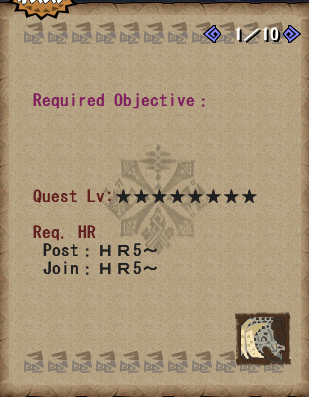 1／10
Required Objective：
Quest Lv:★★★★★★★★
Req. HR
Post：ＨＲ5～
Join：ＨＲ5～